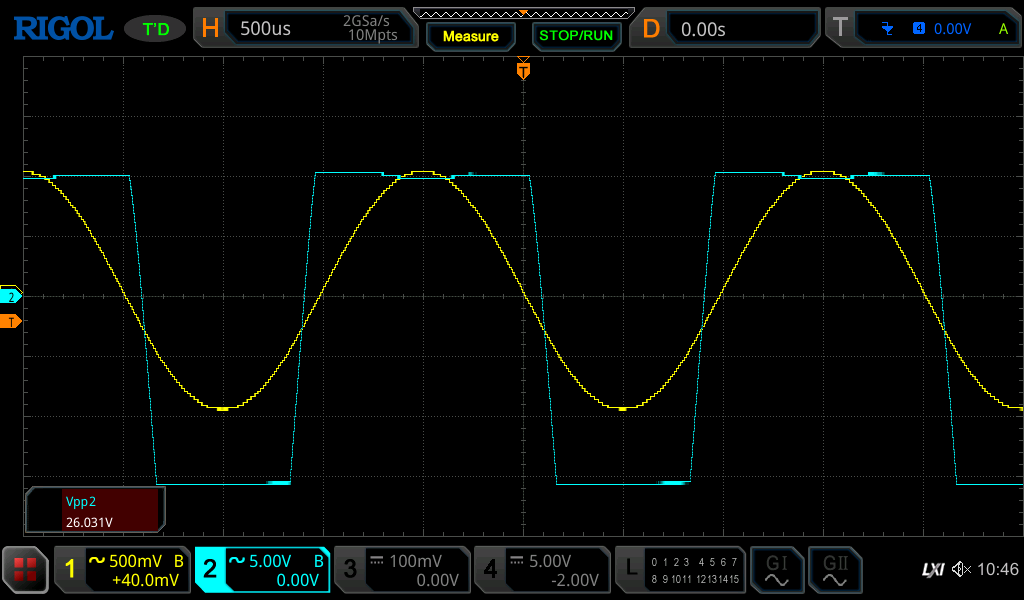 RIGOL T'D H 500us 2GSa/s 10Mpts Measure STOP/RUN D 0.00s T 4 0.00V A
T
2
T
Vpp2
26.031V
1 500mV B +40.0mV
2 5.00V B 0.00V
3 100mV 0.00V
4 5.00V -2.00V
L 0 1 2 3 4 5 6 7
8 9 10 11 12 13 14 15
GI GII LXI 10:46